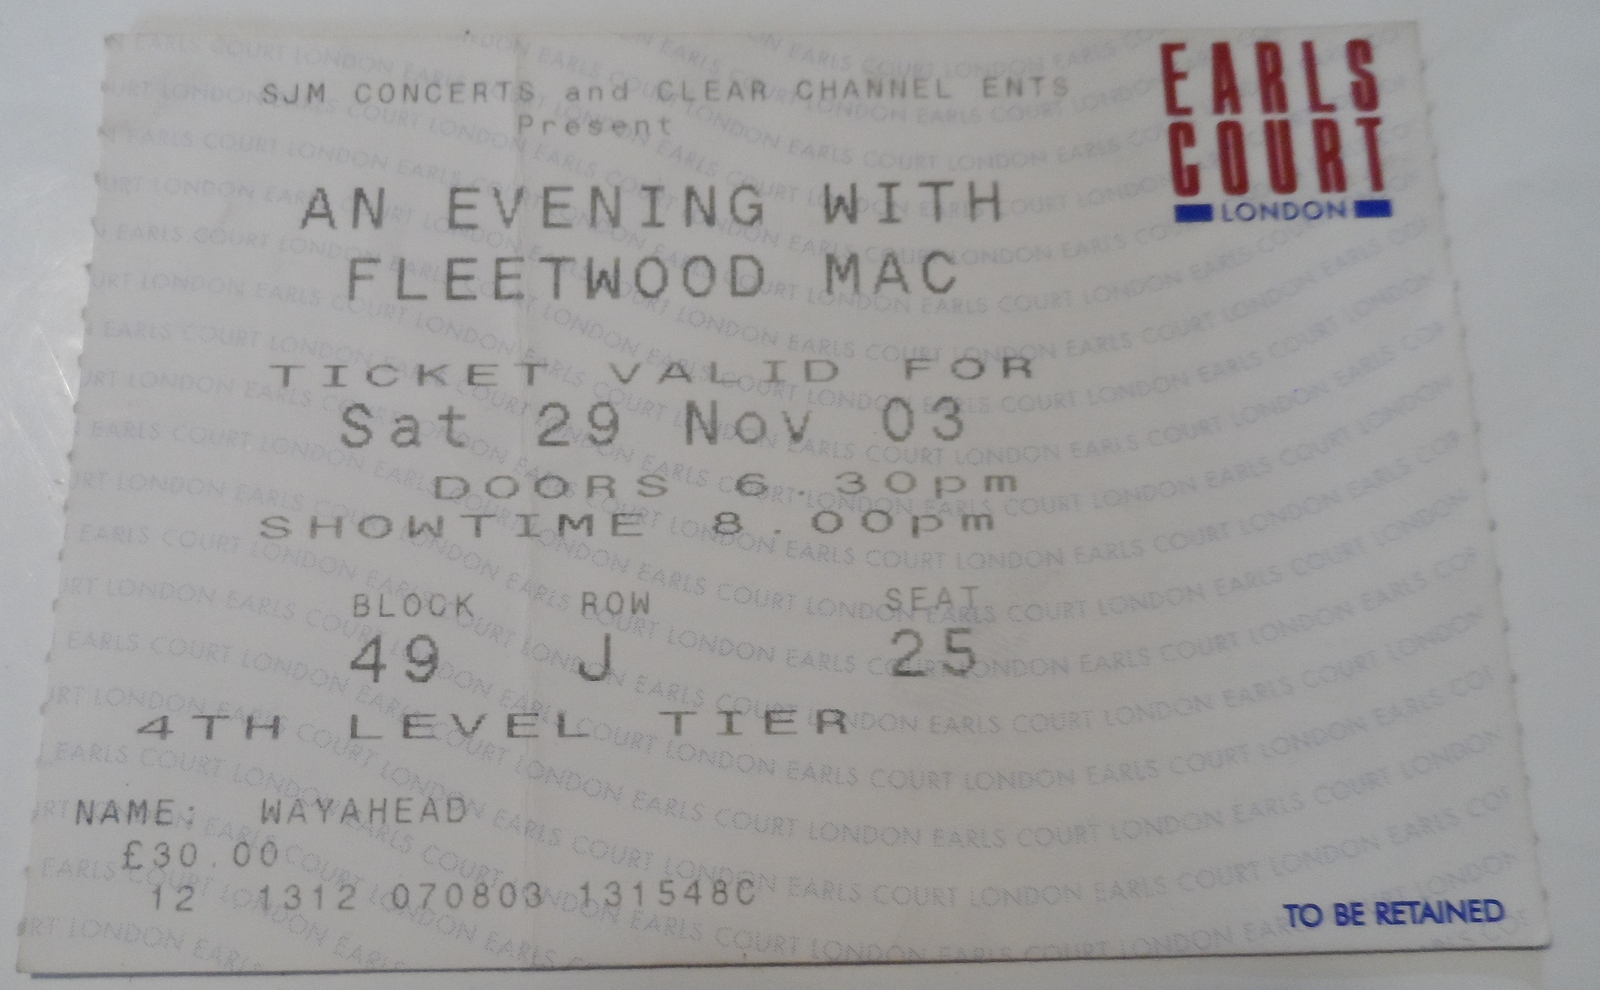 SJM CONCERTS and CLEAR CHANNEL ENTS
Present
EARLS
COURT
LONDON
AN EVENING WITH
FLEETWOOD MAC
TICKET VALID FOR
Sat 29 Nov 03
DOORS 6.30pm
SHOWTIME 8.00pm
BLOCK ROW SEAT
49 J 25
4TH LEVEL TIER
NAME: WAYAHEAD
£30.00
12 1312 070803 131548C
TO BE RETAINED